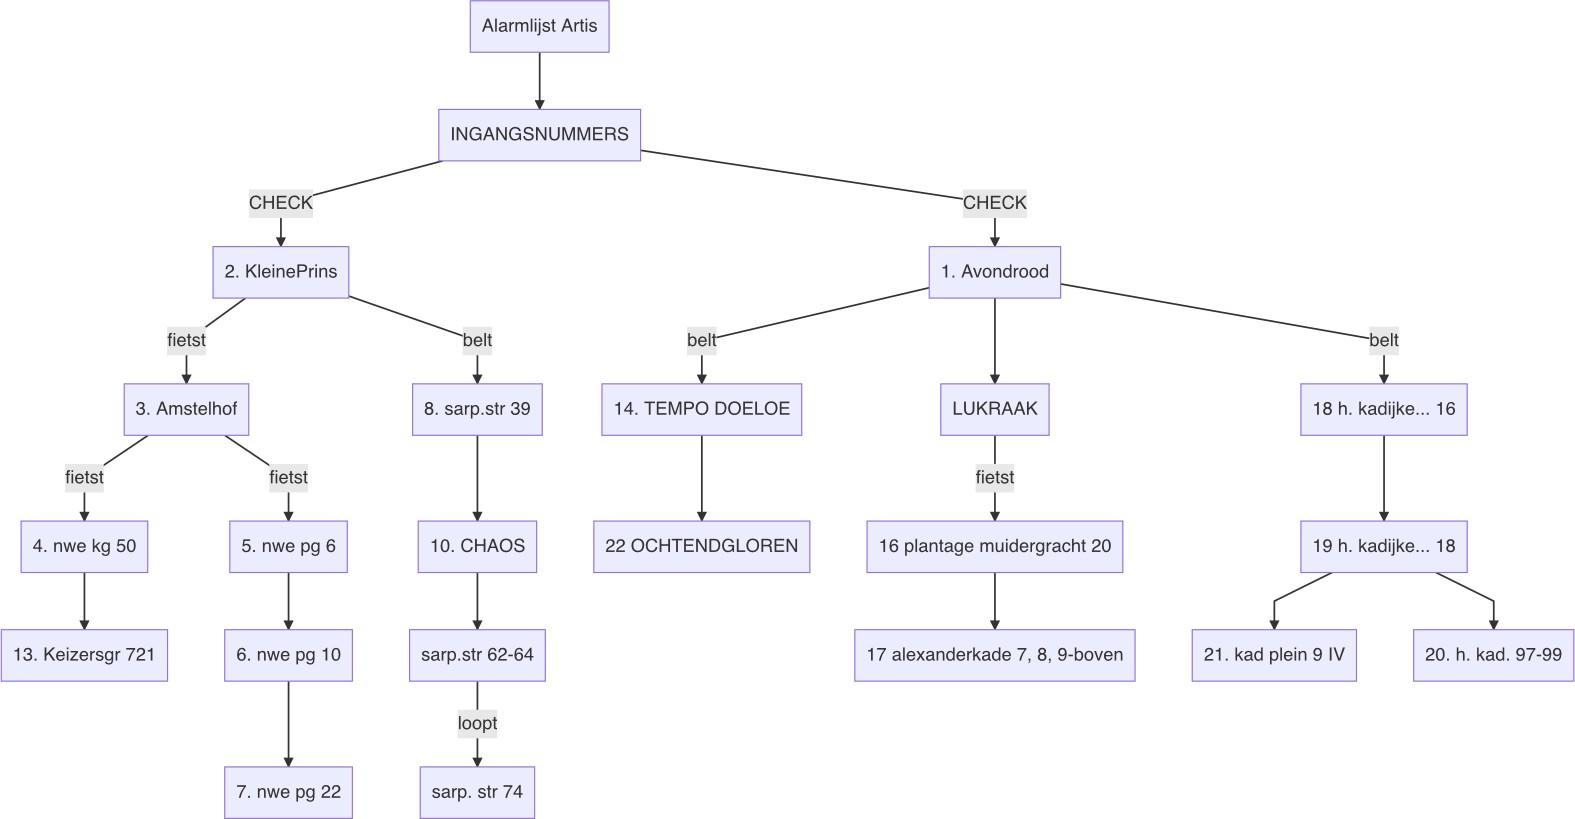 Alarmlijst Artis
INGANGSNUMMERS
CHECK
CHECK
2. KleinePrins
1. Avondrood
fietst
belt
belt
belt
3. Amstelhof
8. sarp.str 39
14. TEMPO DOELOE
LUKRAAK
18 h. kadijke... 16
fietst
fietst
fietst
4. nwe kg 50
5. nwe pg 6
10. CHAOS
22 OCHTENDGLOREN
16 plantage muidergracht 20
19 h. kadijke... 18
13. Keizersgr 721
6. nwe pg 10
sarp.str 62-64
17 alexanderkade 7, 8, 9-boven
21. kad plein 9 IV
20. h. kad. 97-99
loopt
7. nwe pg 22
sarp. str 74